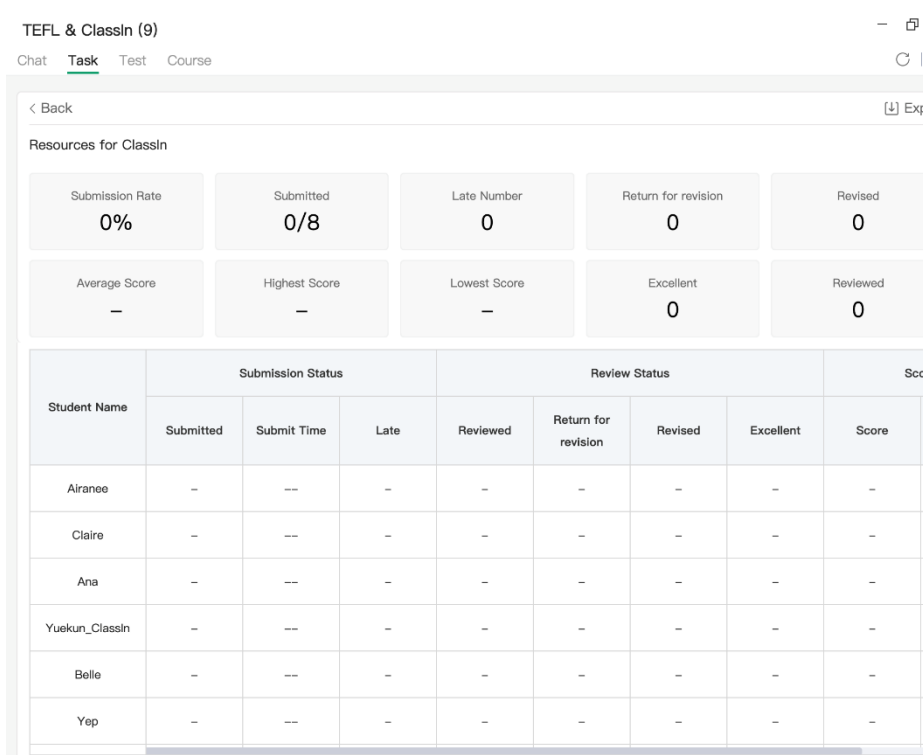 TEFL & ClassIn (9)
Chat Task Test Course
< Back
Exp
Resources for ClassIn
Submission Rate Submitted Late Number Return for revision Revised
0% 0/8 0 0 0
Average Score Highest Score Lowest Score Excellent Reviewed
– – – 0 0
Submission Status Review Status Sco
Student Name
Submitted Submit Time Late Reviewed Return for revision Revised Excellent Score
Airanee – –– – – – – – –
Claire – –– – – – – – –
Ana – –– – – – – – –
Yuekun_ClassIn – –– – – – – – –
Belle – –– – – – – – –
Yep – –– – – – – – –